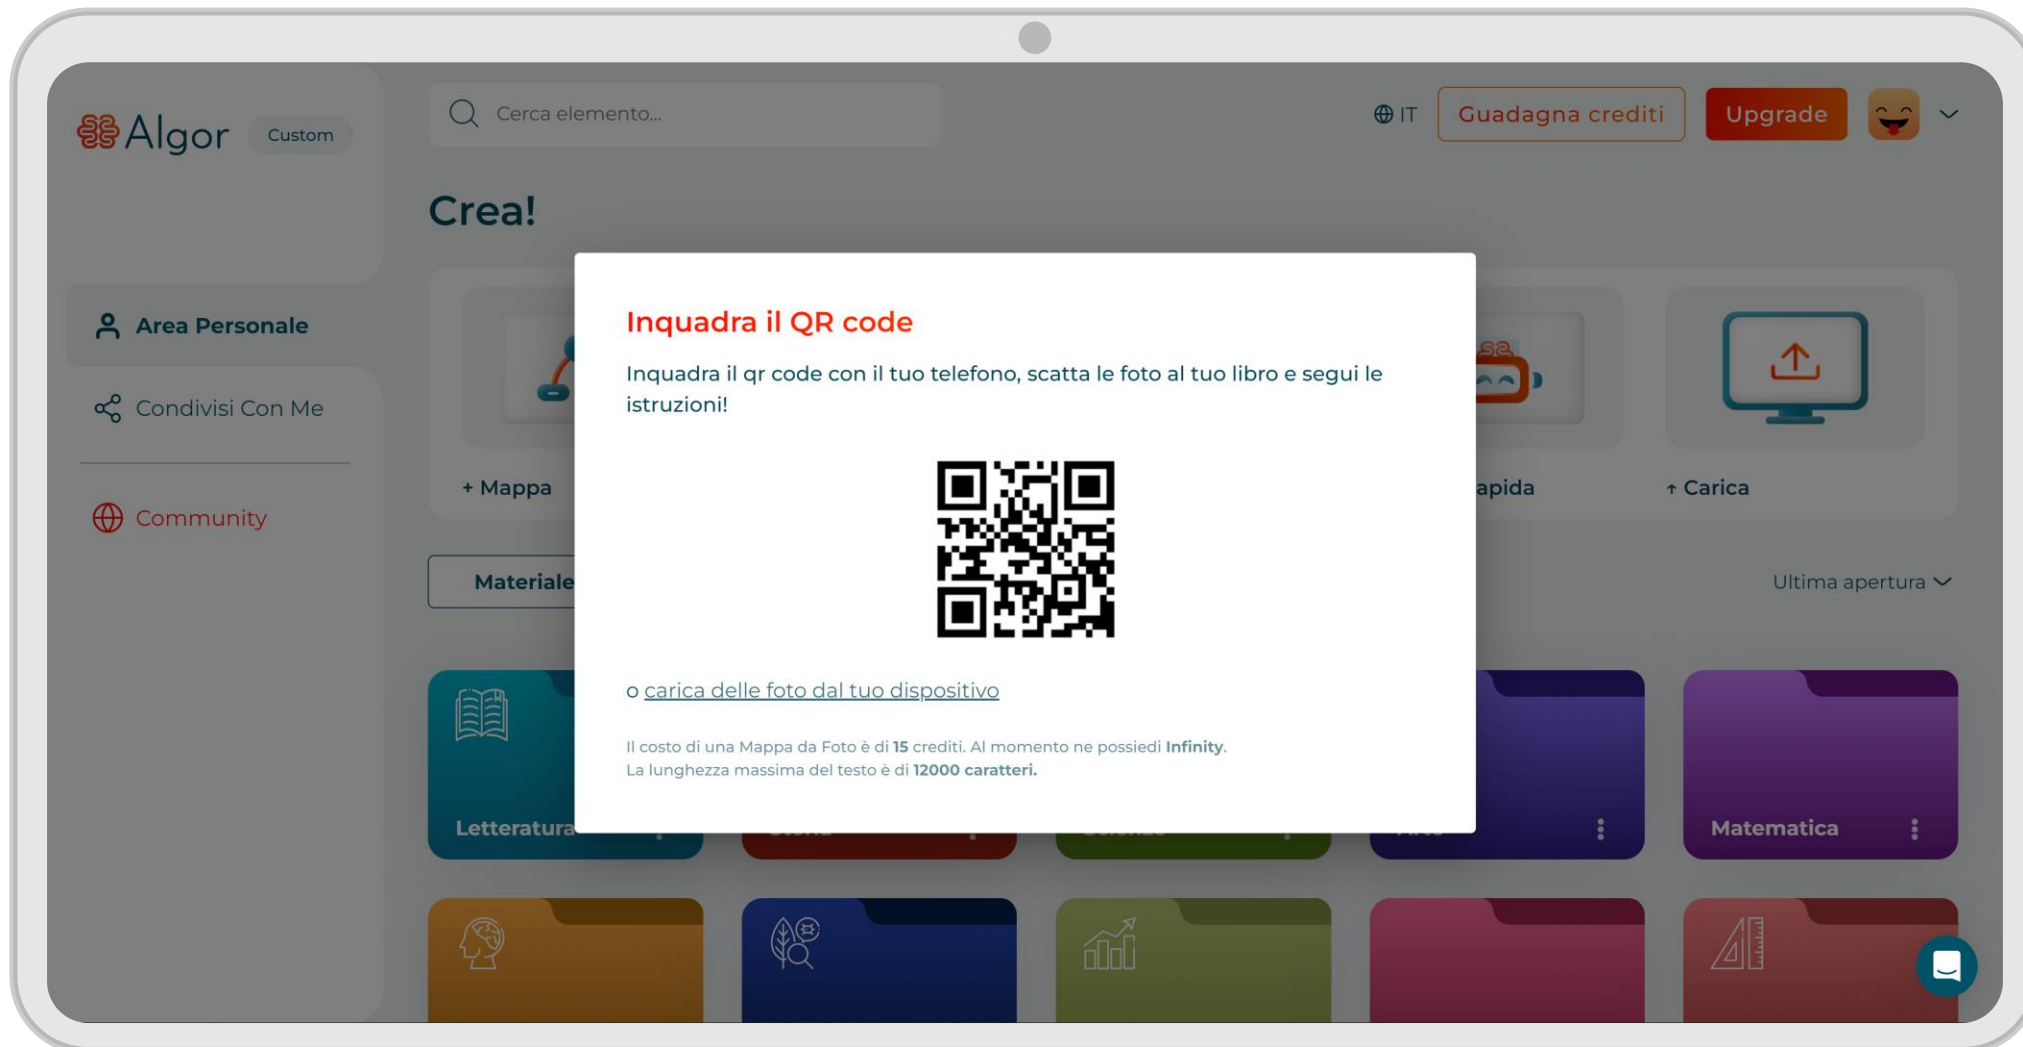 Algor Custom
Cerca elemento...
IT
Guadagna crediti
Upgrade
Crea!
Area Personale
Condivisi Con Me
Community
Inquadra il QR code
Inquadra il qr code con il tuo telefono, scatta le foto al tuo libro e segui le
istruzioni!
+ Mappa
apida
↑ Carica
Materiale
Ultima apertura
o carica delle foto dal tuo dispositivo
Il costo di una Mappa da Foto è di 15 crediti. Al momento ne possiedi Infinity.
La lunghezza massima del testo è di 12000 caratteri.
Letteratura
Matematica